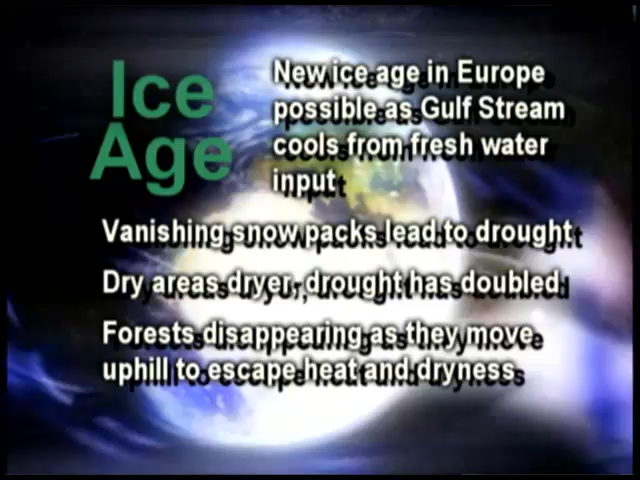 Ice
Age
New ice age in Europe
possible as Gulf Stream
cools from fresh water
input
Vanishing snow packs lead to drought
Dry areas dryer, drought has doubled
Forests disappearing as they move
uphill to escape heat and dryness